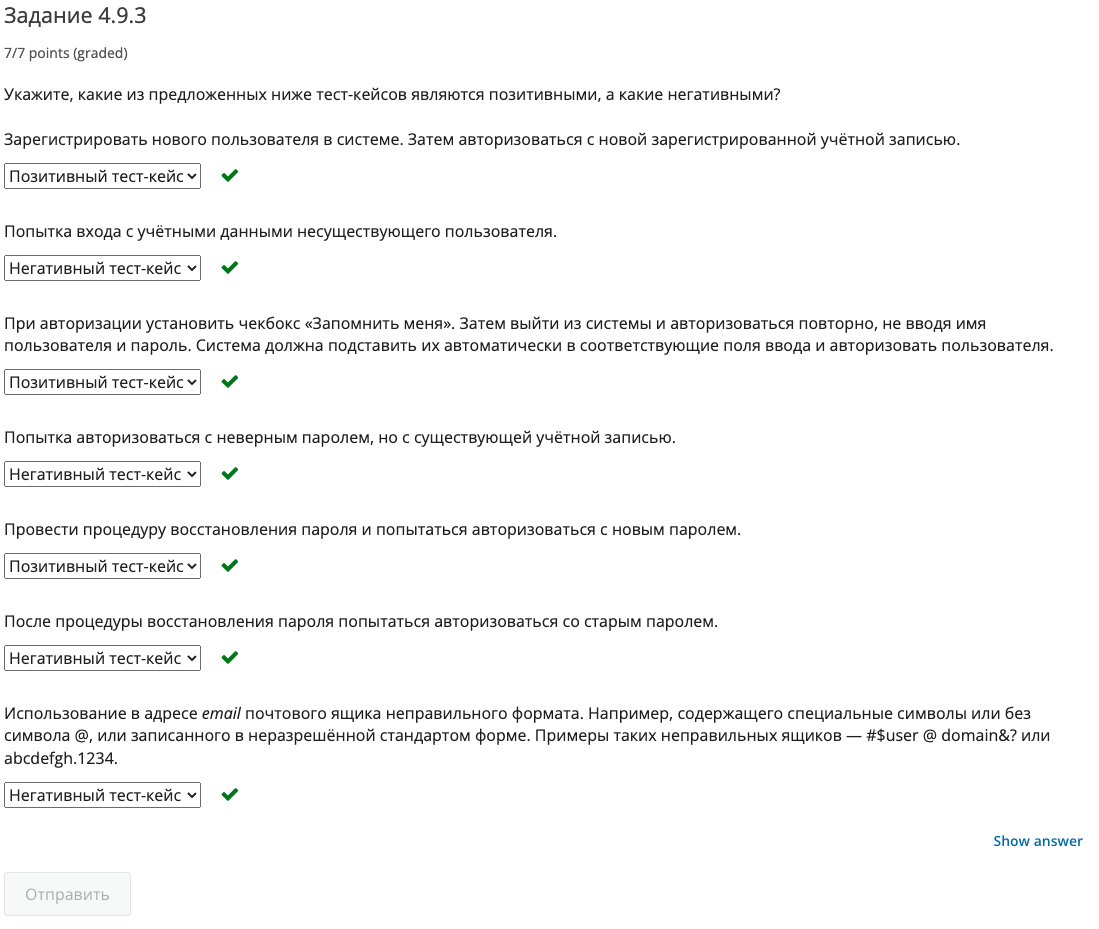 Задание 4.9.3
7/7 points (graded)
Укажите, какие из предложенных ниже тест-кейсов являются позитивными, а какие негативными?
Зарегистрировать нового пользователя в системе. Затем авторизоваться с новой зарегистрированной учётной записью.
Позитивный тест-кейс
Попытка входа с учётными данными несуществующего пользователя.
Негативный тест-кейс
При авторизации установить чекбокс «Запомнить меня». Затем выйти из системы и авторизоваться повторно, не вводя имя
пользователя и пароль. Система должна подставить их автоматически в соответствующие поля ввода и авторизовать пользователя.
Позитивный тест-кейс
Попытка авторизоваться с неверным паролем, но с существующей учётной записью.
Негативный тест-кейс
Провести процедуру восстановления пароля и попытаться авторизоваться с новым паролем.
Позитивный тест-кейс
После процедуры восстановления пароля попытаться авторизоваться со старым паролем.
Негативный тест-кейс
Использование в адресе email почтового ящика неправильного формата. Например, содержащего специальные символы или без
символа @, или записанного в неразрешённой стандартом форме. Примеры таких неправильных ящиков — #$user @ domain&? или
abcdefgh.1234.
Негативный тест-кейс
Show answer
Отправить